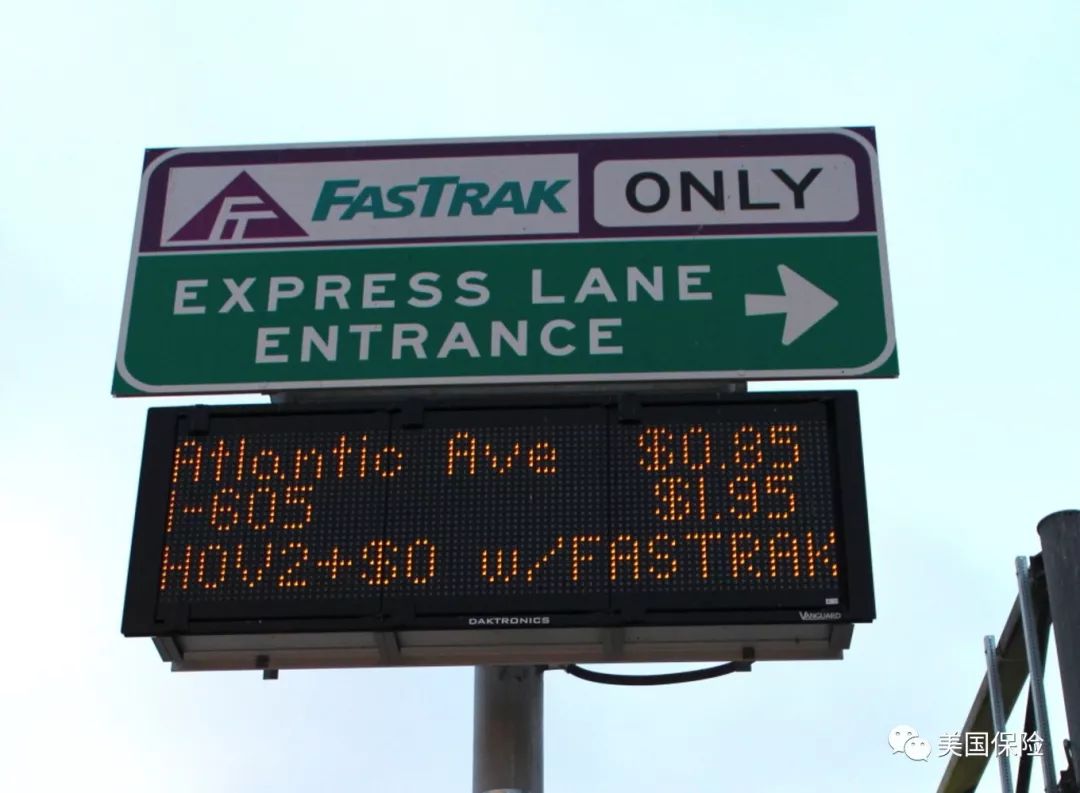 FT FASTRAK ONLY
EXPRESS LANE
ENTRANCE
Atlantic Ave $0.85
I-605 $1.95
HOV2+$0 w/FASTRAK
DAKTRONICS
VANGUARD
美国保险